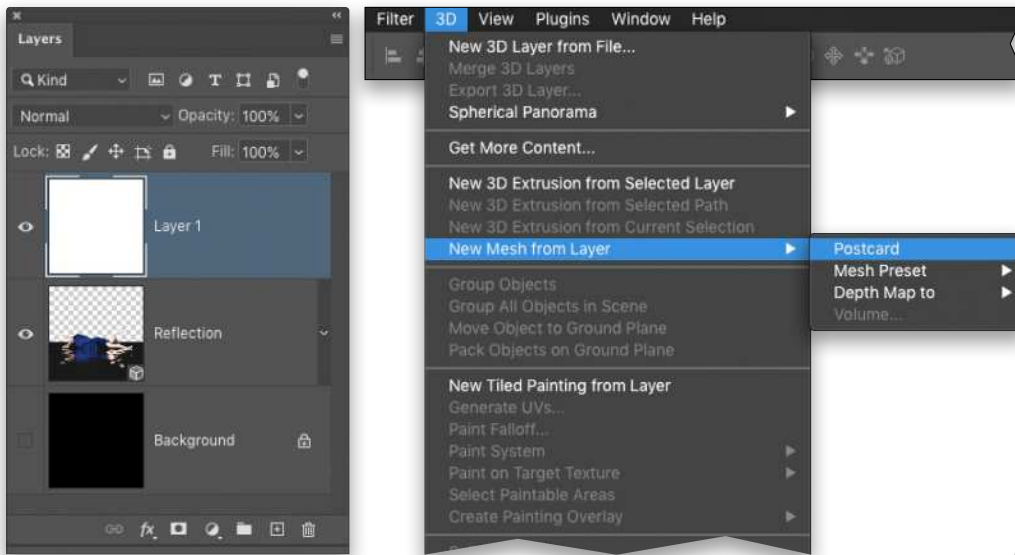 Layers
Kind
Normal
Opacity: 100%
Lock:
Fill: 100%
Layer 1
Reflection
Background
fx
Filter 3D View Plugins Window Help
New 3D Layer from File...
Merge 3D Layers
Export 3D Layer...
Spherical Panorama
Get More Content...
New 3D Extrusion from Selected Layer
New 3D Extrusion from Selected Path
New 3D Extrusion from Current Selection
New Mesh from Layer
Group Objects
Group All Objects in Scene
Move Object to Ground Plane
Pack Objects on Ground Plane
New Tiled Painting from Layer
Generate UVs...
Paint Falloff...
Paint System
Paint on Target Texture
Select Paintable Areas
Create Painting Overlay
Postcard
Mesh Preset
Depth Map to
Volume...